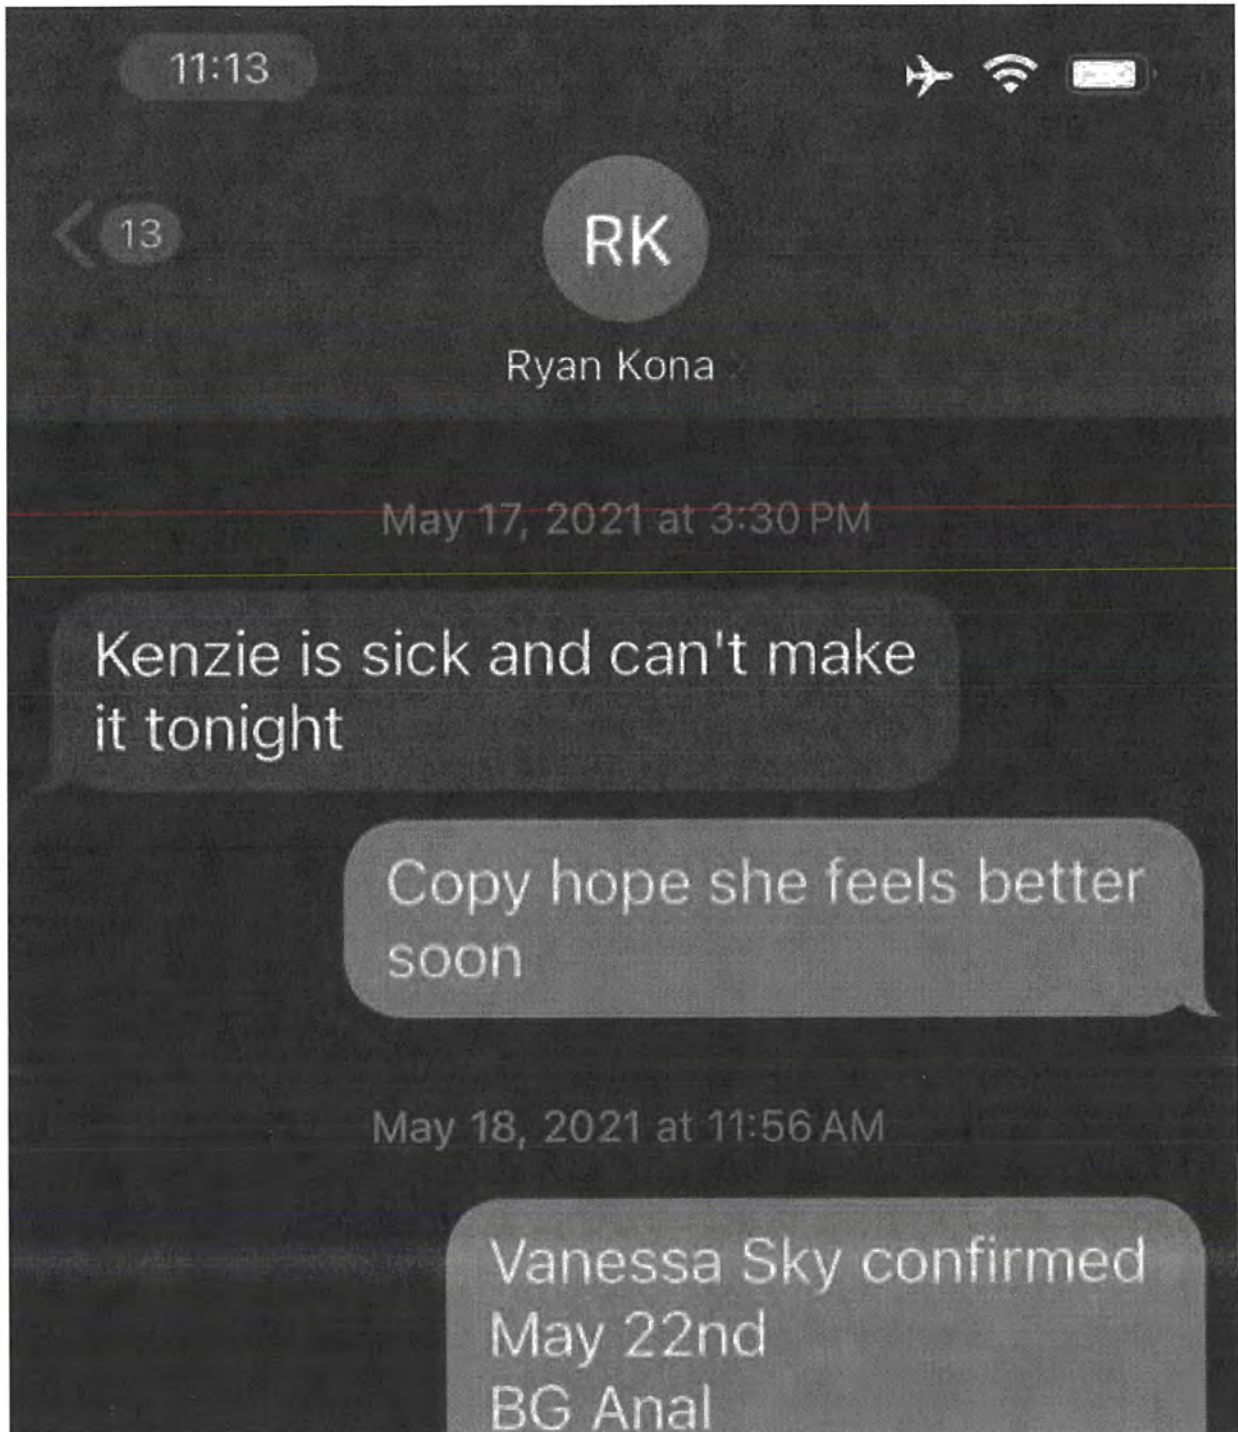 11:13
13
RK
Ryan Kona
May 17, 2021 at 3:30 PM
Kenzie is sick and can't make
it tonight
Copy hope she feels better
soon
May 18, 2021 at 11:56 AM
Vanessa Sky confirmed
May 22nd
BG Anal